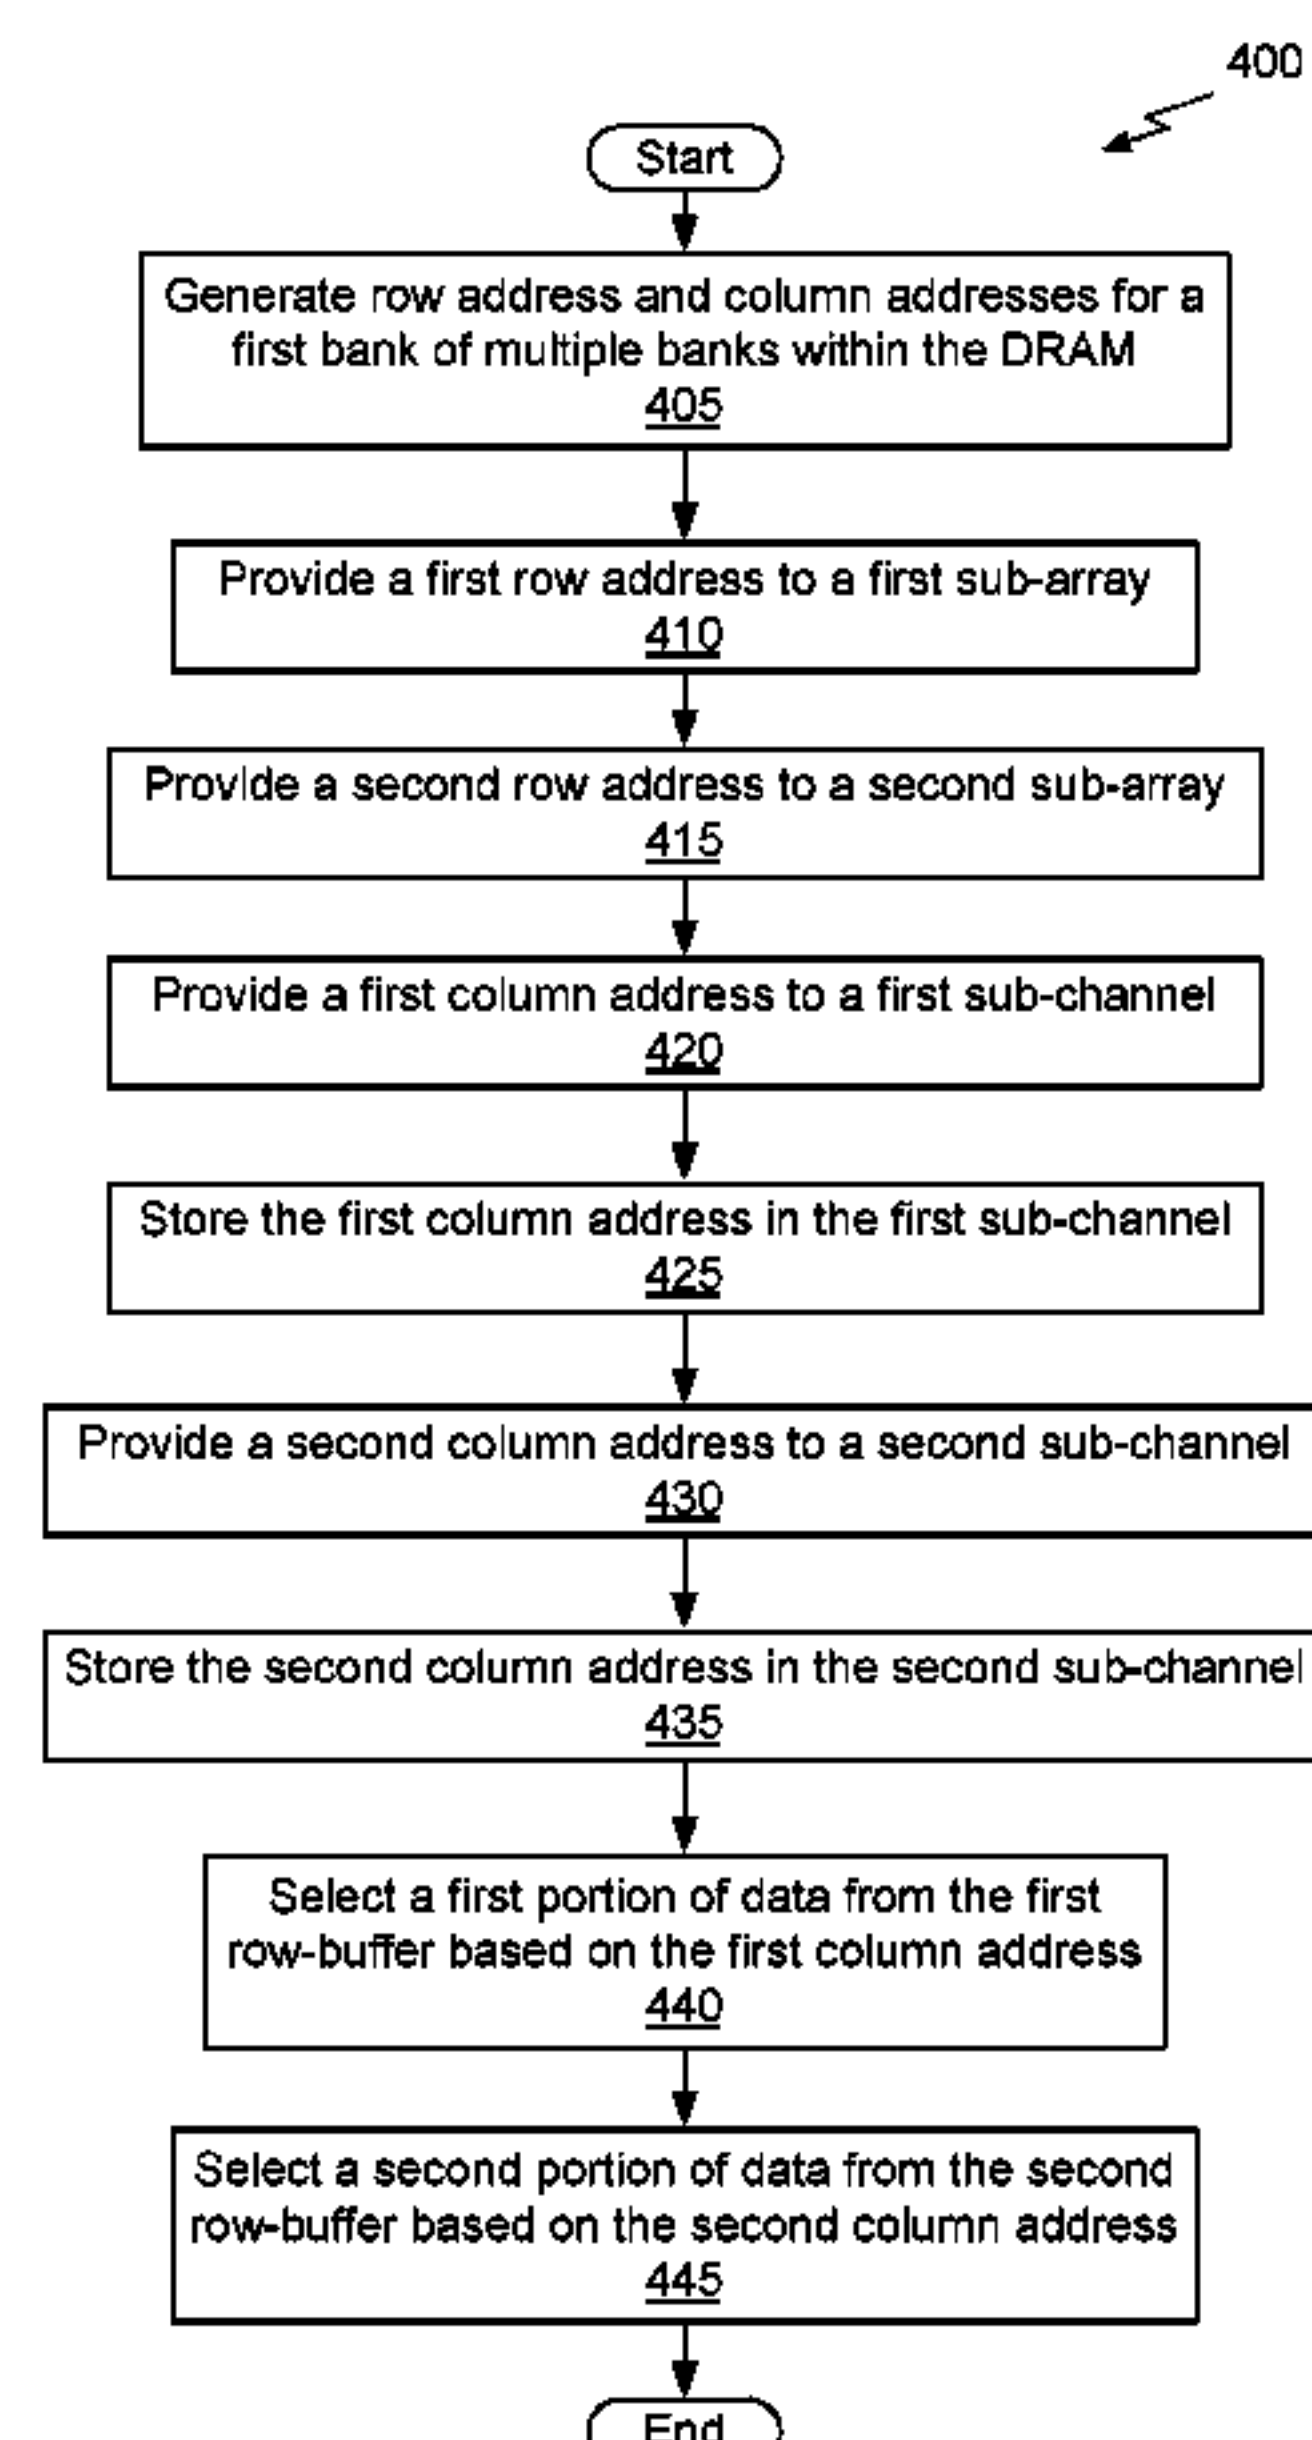 400
Start
Generate row address and column addresses for a
first bank of multiple banks within the DRAM
405
Provide a first row address to a first sub-array
410
Provide a second row address to a second sub-array
415
Provide a first column address to a first sub-channel
420
Store the first column address in the first sub-channel
425
Provide a second column address to a second sub-channel
430
Store the second column address in the second sub-channel
435
Select a first portion of data from the first
row-buffer based on the first column address
440
Select a second portion of data from the second
row-buffer based on the second column address
445
End